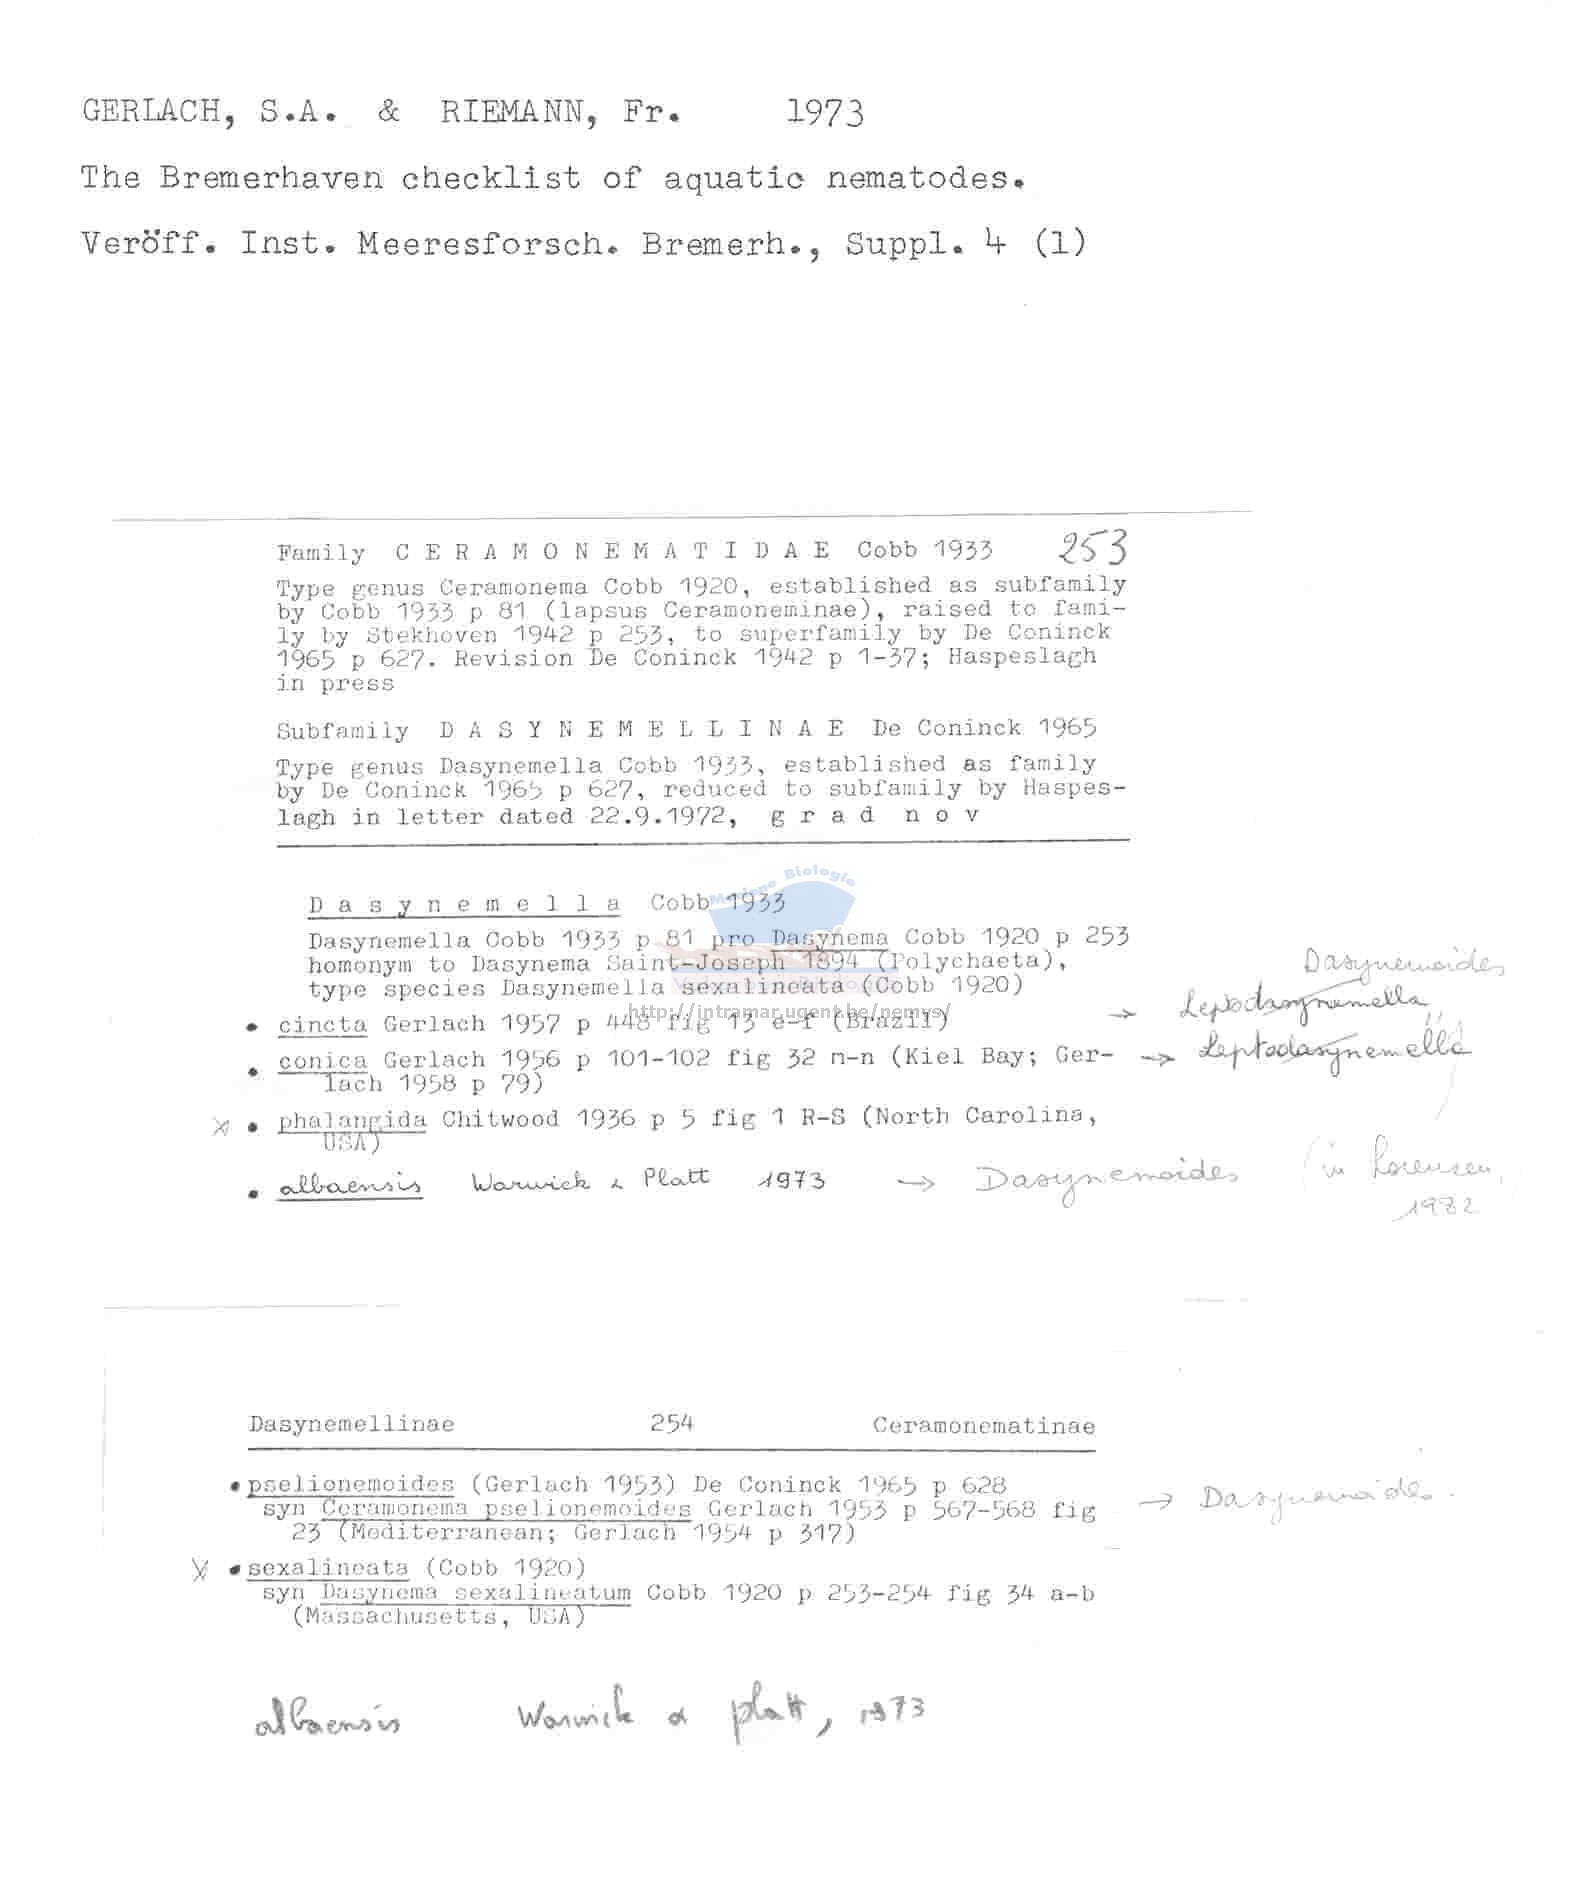 GERLACH, S.A. & RIEMANN, Fr. 1973
The Bremerhaven checklist of aquatic nematodes.
Veröff. Inst. Meeresforsch. Bremerh., Suppl. 4 (1)
Family C E R A M O N E M A T I D A E Cobb 1933 253
Type genus Ceramonema Cobb 1920, established as subfamily
by Cobb 1933 p 81 (lapsus Ceramoneminae), raised to fami-
ly by Stekhoven 1942 p 253, to superfamily by De Coninck
1965 p 627. Revision De Coninck 1942 p 1-37; Haspeslagh
in press
Subfamily D A S Y N E M E L L I N A E De Coninck 1965
Type genus Dasynemella Cobb 1933, established as family
by De Coninck 1965 p 627, reduced to subfamily by Haspes-
lagh in letter dated 22.9.1972, g r a d n o v
Mariene Biologie
D a s y n e m e l l a Cobb 1933
Dasynemella Cobb 1933 p 81 pro Dasynema Cobb 1920 p 253
homonym to Dasynema Saint-Joseph 1894 (Polychaeta),
type species Dasynemella sexalineata (Cobb 1920)
http://intramar.ugent.be/nemys/
Dasynemoides
• cincta Gerlach 1957 p 448 fig 13 e-f (Brazil) → Leptodasynemella
• conica Gerlach 1956 p 101-102 fig 32 m-n (Kiel Bay; Ger- → Leptodasynemella
lach 1958 p 79)
• phalangida Chitwood 1936 p 5 fig 1 R-S (North Carolina,
USA)
• albaensis Warwick & Platt 1973 → Dasynemoides (in Lorenzen,
1982
Dasynemellinae 254 Ceramonematinae
• pselionemoides (Gerlach 1953) De Coninck 1965 p 628
syn Ceramonema pselionemoides Gerlach 1953 p 567-568 fig → Dasynemoides.
23 (Mediterranean; Gerlach 1954 p 317)
• sexalineata (Cobb 1920)
syn Dasynema sexalineatum Cobb 1920 p 253-254 fig 34 a-b
(Massachusetts, USA)
albaensis Warwick & Platt, 1973